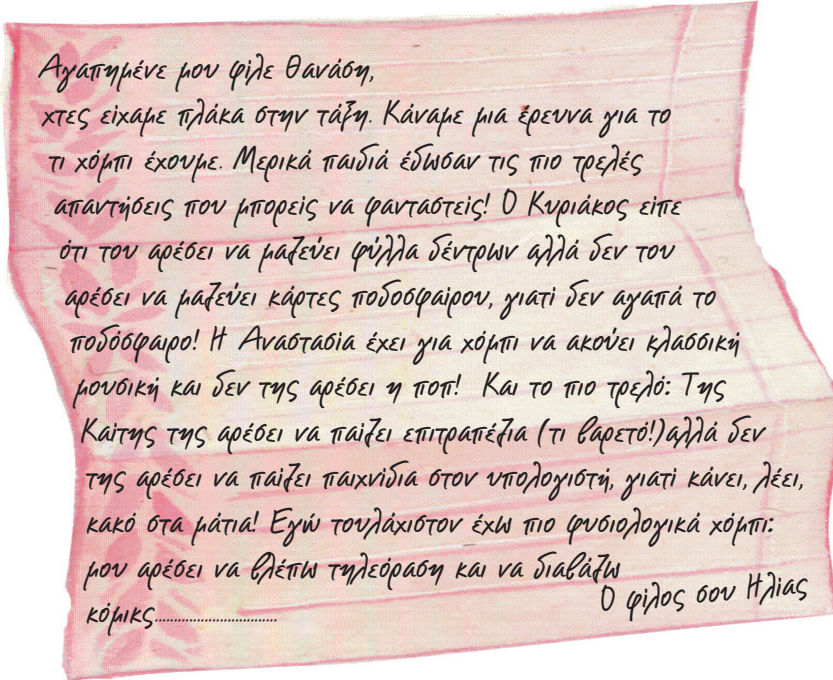 Αγαπημένε μου φίλε Θανάση,
χτες είχαμε πλάκα στην τάξη. Κάναμε μια έρευνα για το
τι χόμπι έχουμε. Μερικά παιδιά έδωσαν τις πιο τρελές
απαντήσεις που μπορείς να φανταστείς! Ο Κυριάκος είπε
ότι του αρέσει να μαζεύει φύλλα δέντρων αλλά δεν του
αρέσει να μαζεύει κάρτες ποδοσφαίρου, γιατί δεν αγαπά το
ποδόσφαιρο! Η Αναστασία έχει για χόμπι να ακούει κλασσική
μουσική και δεν της αρέσει η ποπ! Και το πιο τρελό: Της
Καίτης της αρέσει να παίζει επιτραπέζια (τι βαρετό!)αλλά δεν
της αρέσει να παίζει παιχνίδια στον υπολογιστή, γιατί κάνει, λέει,
κακό στα μάτια! Εγώ τουλάχιστον έχω πιο φυσιολογικά χόμπι:
μου αρέσει να βλέπω τηλεόραση και να διαβάζω
κόμικς.................................
Ο φίλος σου Ηλίας